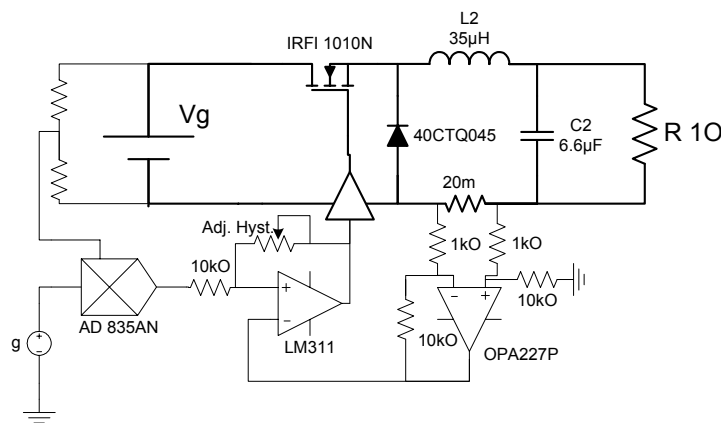 L2
35µH
IRFI 1010N
Vg
40CTQ045
C2
6.6µF
R 1O
20m
Adj. Hyst.
1kO
1kO
10kO
+
−
−
+
10kO
AD 835AN
LM311
10kO
OPA227P
g
+
−